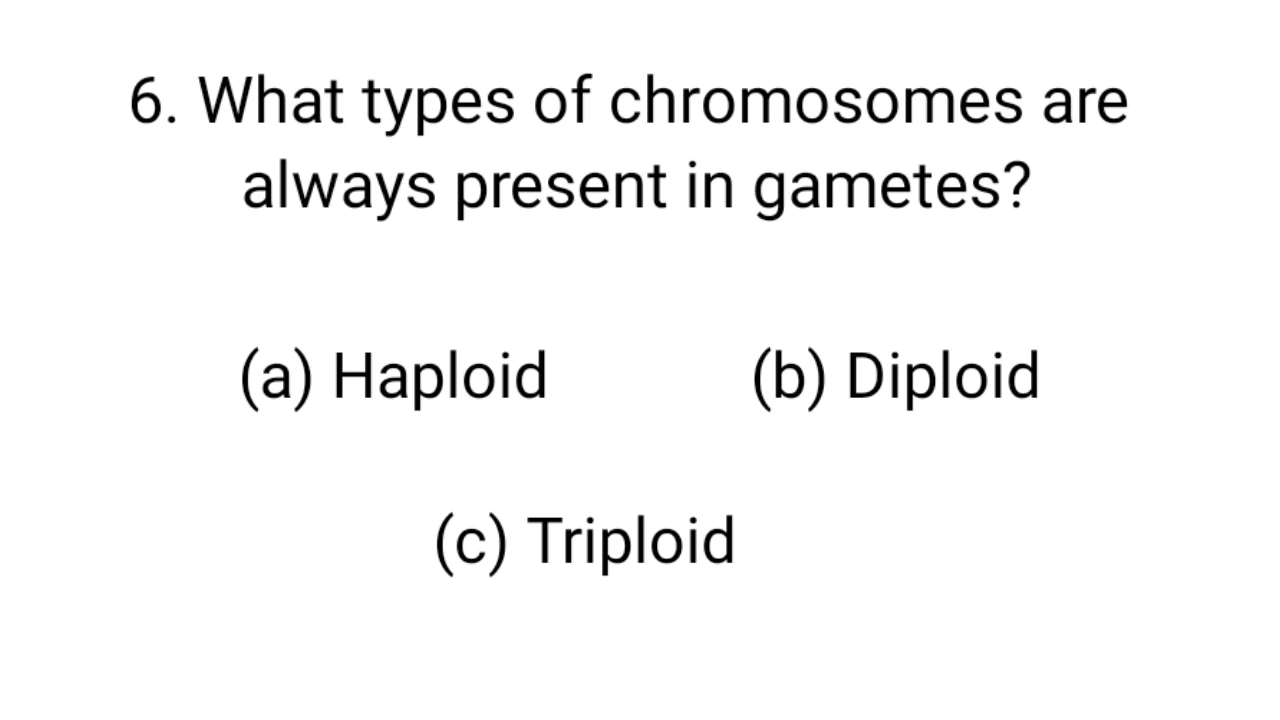 6. What types of chromosomes are
always present in gametes?
(a) Haploid (b) Diploid
(c) Triploid